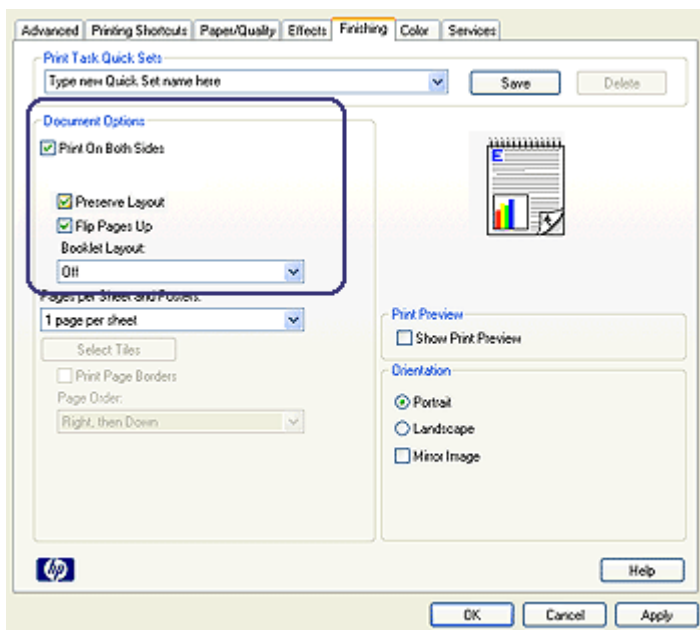 Advanced Printing Shortcuts Paper/Quality Effects Finishing Color Services
Print Task Quick Sets
Type new Quick Set name here
Save
Delete
Document Options
Print On Both Sides
Preserve Layout
Flip Pages Up
Booklet Layout:
Off
Pages per Sheet and Posters:
1 page per sheet
Select Tiles
Print Page Borders
Page Order:
Right, then Down
E
Print Preview
Show Print Preview
Orientation
Portrait
Landscape
Mirror Image
hp
Help
OK
Cancel
Apply